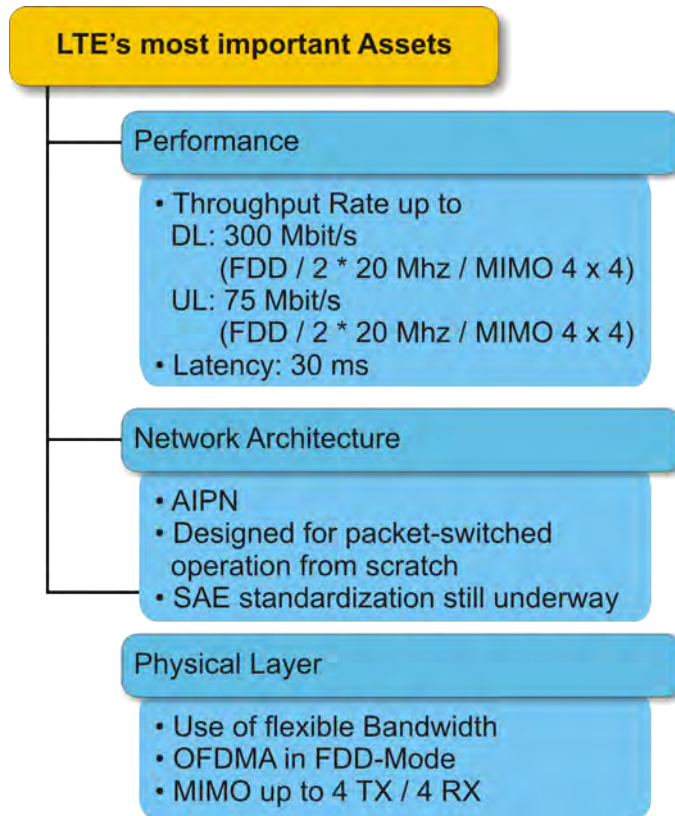 LTE's most important Assets
Performance
• Throughput Rate up to
DL: 300 Mbit/s
(FDD / 2 * 20 Mhz / MIMO 4 x 4)
UL: 75 Mbit/s
(FDD / 2 * 20 Mhz / MIMO 4 x 4)
• Latency: 30 ms
Network Architecture
• AIPN
• Designed for packet-switched
operation from scratch
• SAE standardization still underway
Physical Layer
• Use of flexible Bandwidth
• OFDMA in FDD-Mode
• MIMO up to 4 TX / 4 RX